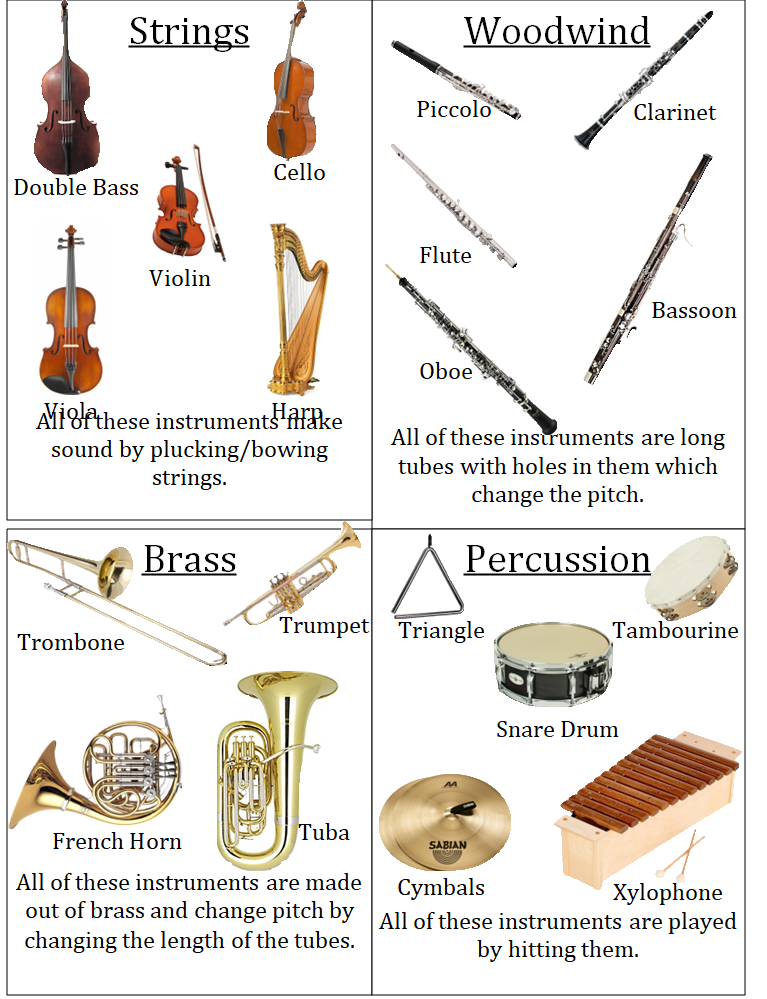 Strings
Double Bass
Cello
Violin
Viola
Harp
All of these instruments make
sound by plucking/bowing
strings.
Woodwind
Piccolo
Clarinet
Flute
Bassoon
Oboe
All of these instruments are long
tubes with holes in them which
change the pitch.
Brass
Trombone
Trumpet
French Horn
Tuba
All of these instruments are made
out of brass and change pitch by
changing the length of the tubes.
Percussion
Triangle
Tambourine
Snare Drum
SABIAN
Cymbals
Xylophone
All of these instruments are played
by hitting them.